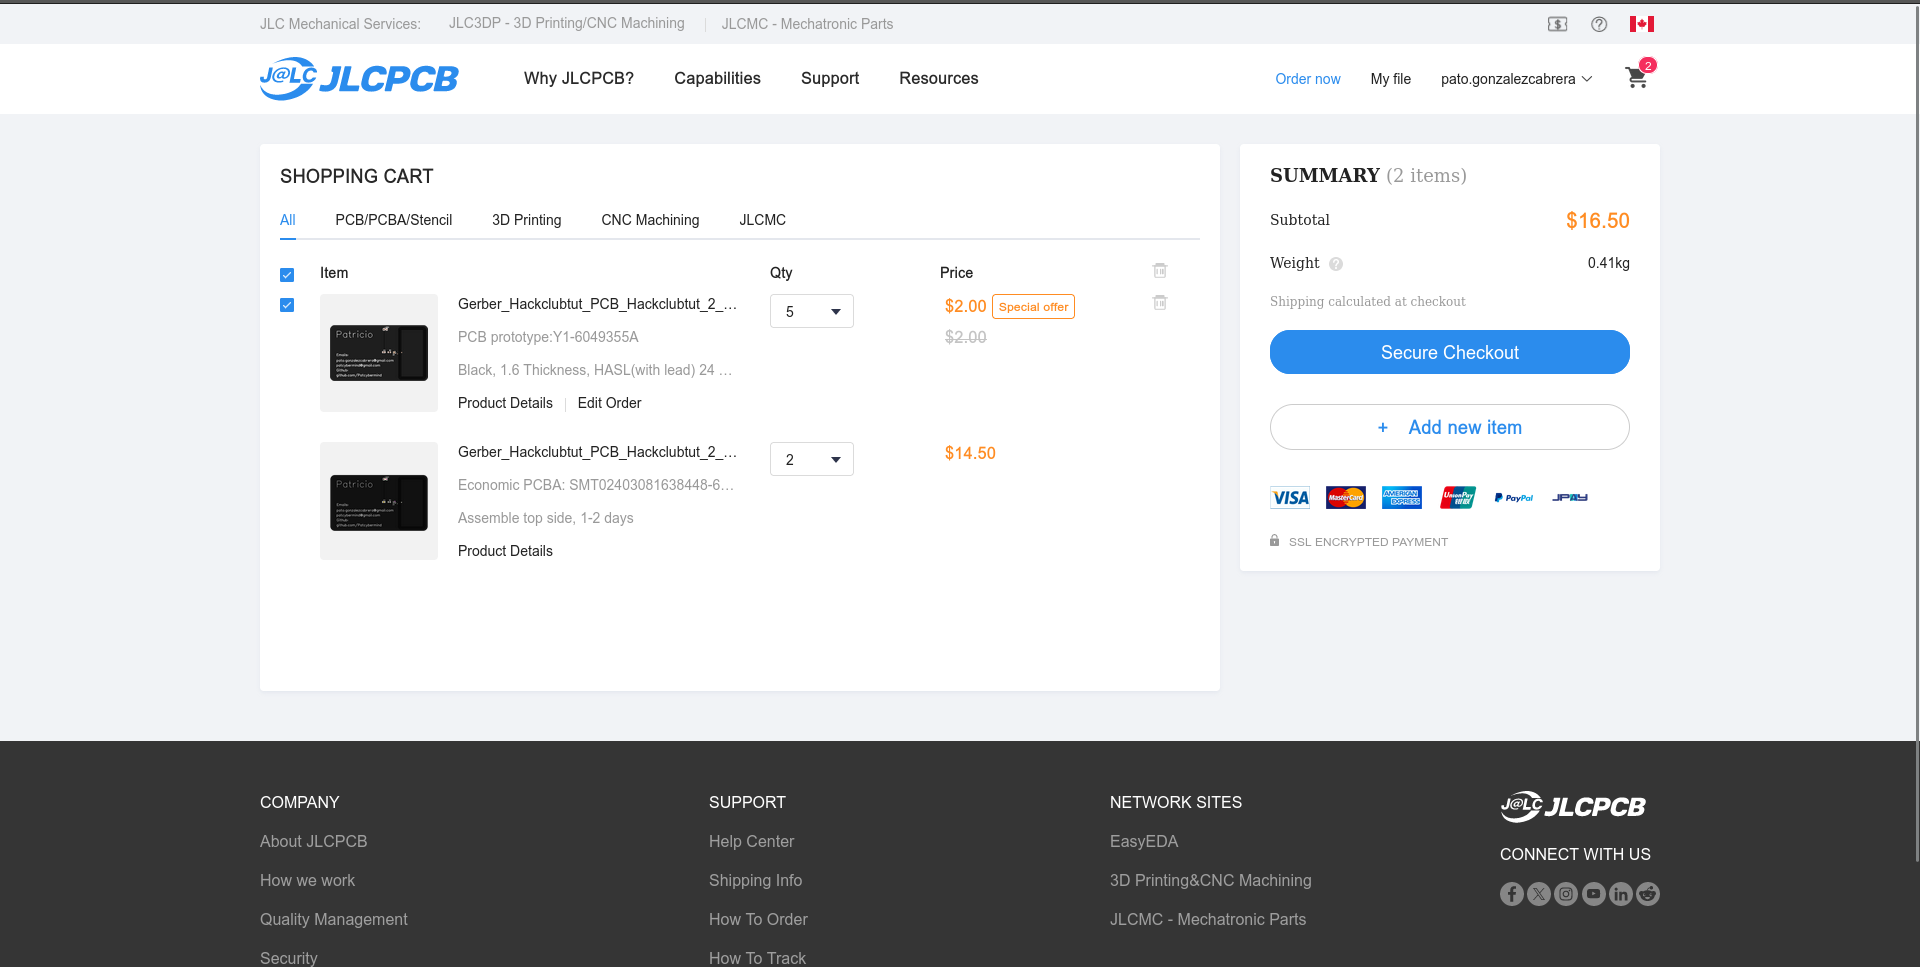 JLC Mechanical Services: JLC3DP - 3D Printing/CNC Machining JLCMC - Mechatronic Parts
J@LC JLCPCB Why JLCPCB? Capabilities Support Resources Order now My file pato.gonzalezcabrera 2
SHOPPING CART
All PCB/PCBA/Stencil 3D Printing CNC Machining JLCMC
Item Qty Price
Gerber_Hackclubtut_PCB_Hackclubtut_2_... 5 $2.00 Special offer
PCB prototype:Y1-6049355A $2.00
Black, 1.6 Thickness, HASL(with lead) 24 ...
Product Details Edit Order
Patricio
Gerber_Hackclubtut_PCB_Hackclubtut_2_... 2 $14.50
Economic PCBA: SMT02403081638448-6...
Assemble top side, 1-2 days
Product Details
Patricio
SUMMARY (2 items)
Subtotal $16.50
Weight ? 0.41kg
Shipping calculated at checkout
Secure Checkout
+ Add new item
VISA MasterCard AMERICAN EXPRESS UnionPay PayPal JPAY
SSL ENCRYPTED PAYMENT
COMPANY
About JLCPCB
How we work
Quality Management
Security
SUPPORT
Help Center
Shipping Info
How To Order
How To Track
NETWORK SITES
EasyEDA
3D Printing&CNC Machining
JLCMC - Mechatronic Parts
J@LC JLCPCB
CONNECT WITH US